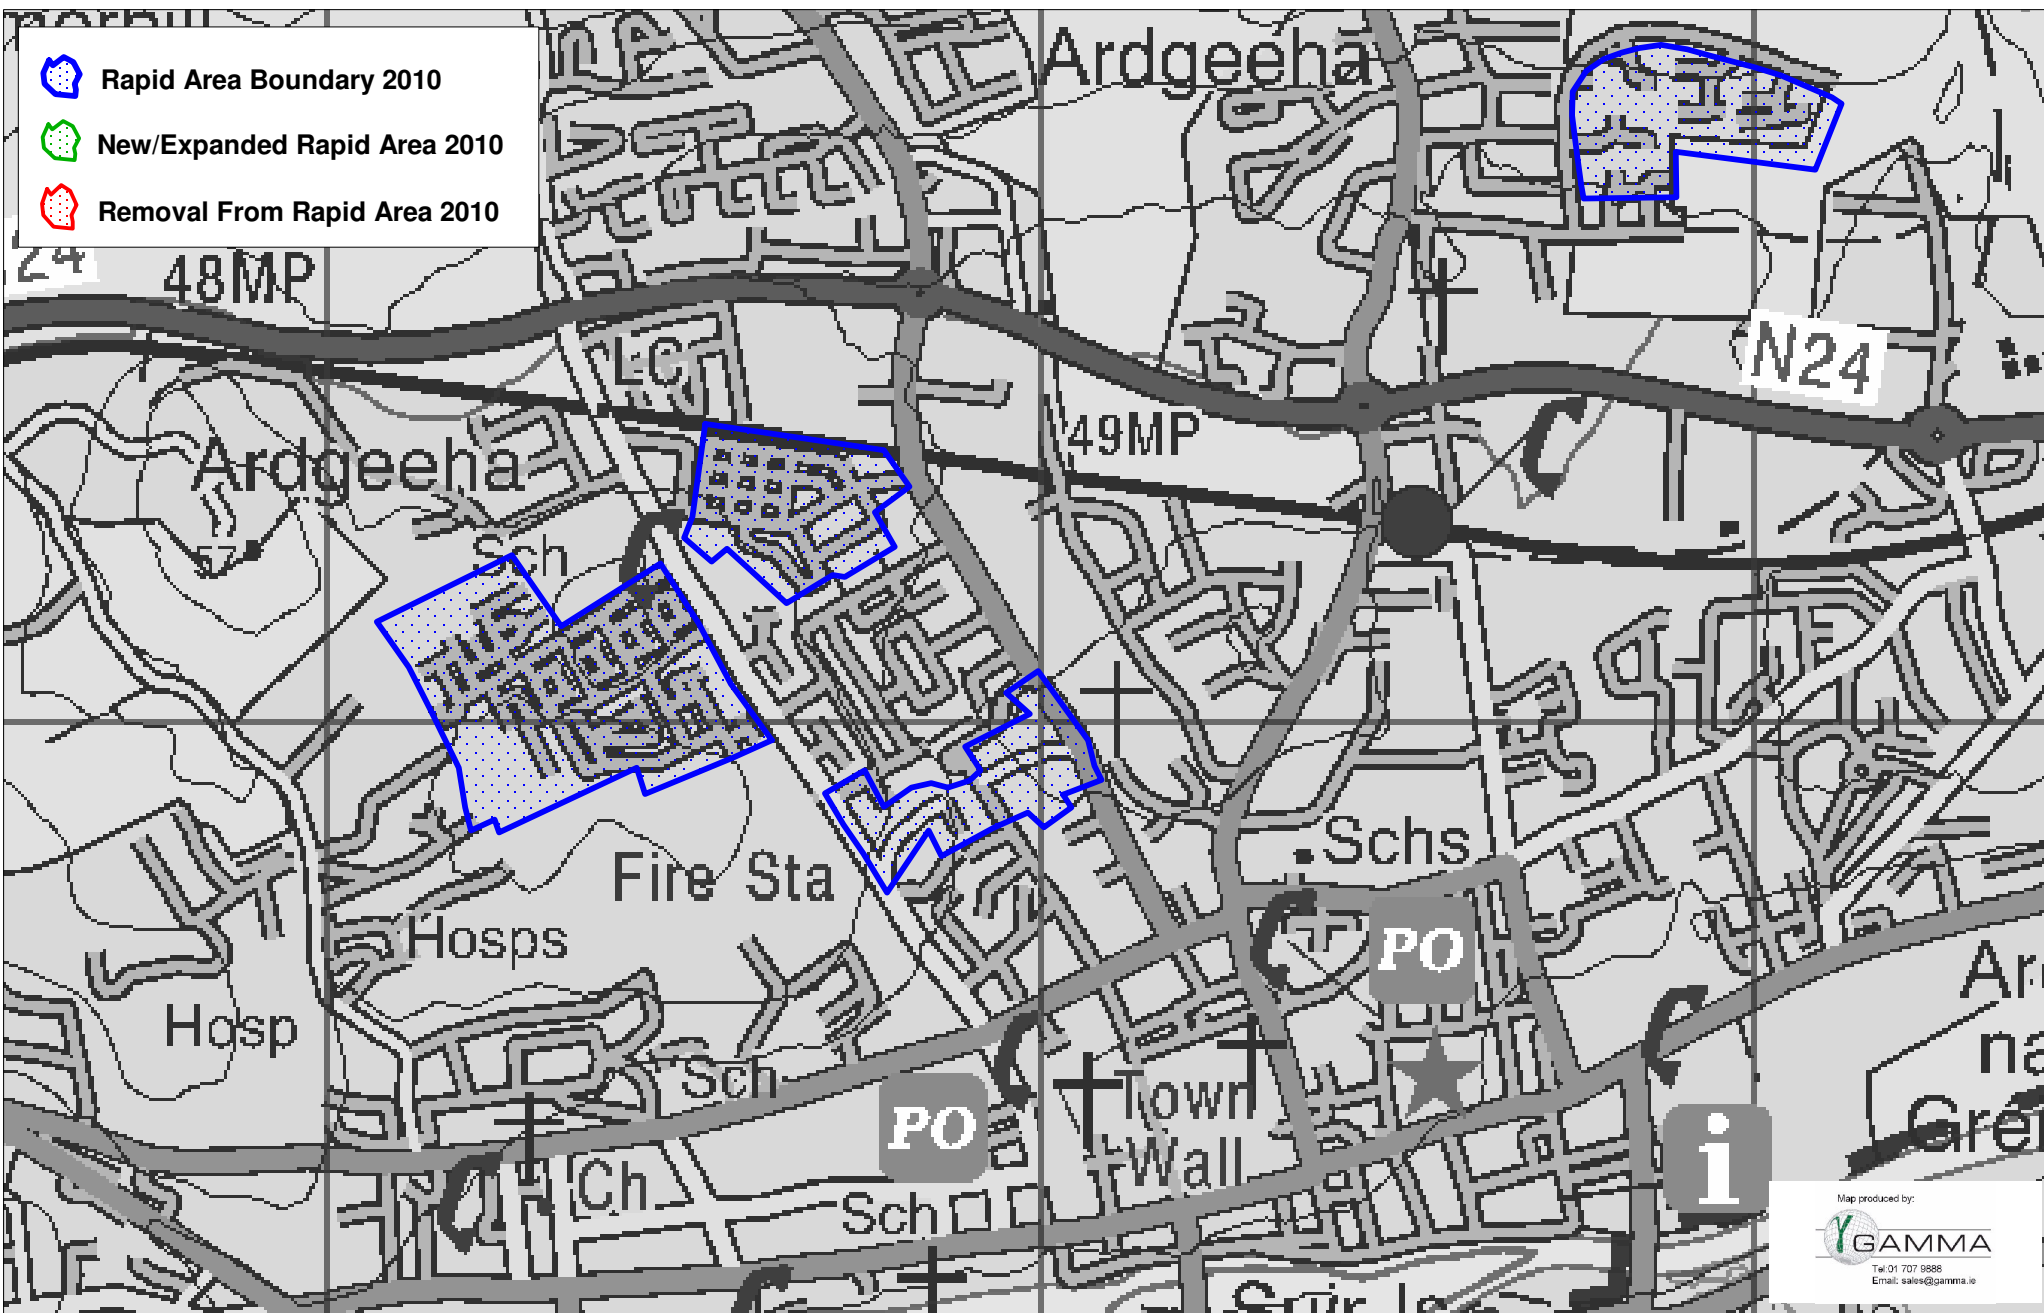 Rapid Area Boundary 2010
New/Expanded Rapid Area 2010
Removal From Rapid Area 2010
Ardgeeha
24
48MP
N24
LC
49MP
Ardgeeha
Sch
57
Schs
Fire Sta
Hosps
PO
Hosp
Sch
PO
Town
Wall
i
Ch
Sch
Map produced by:
GAMMA
Tel:01 707 9888
Email: sales@gamma.ie